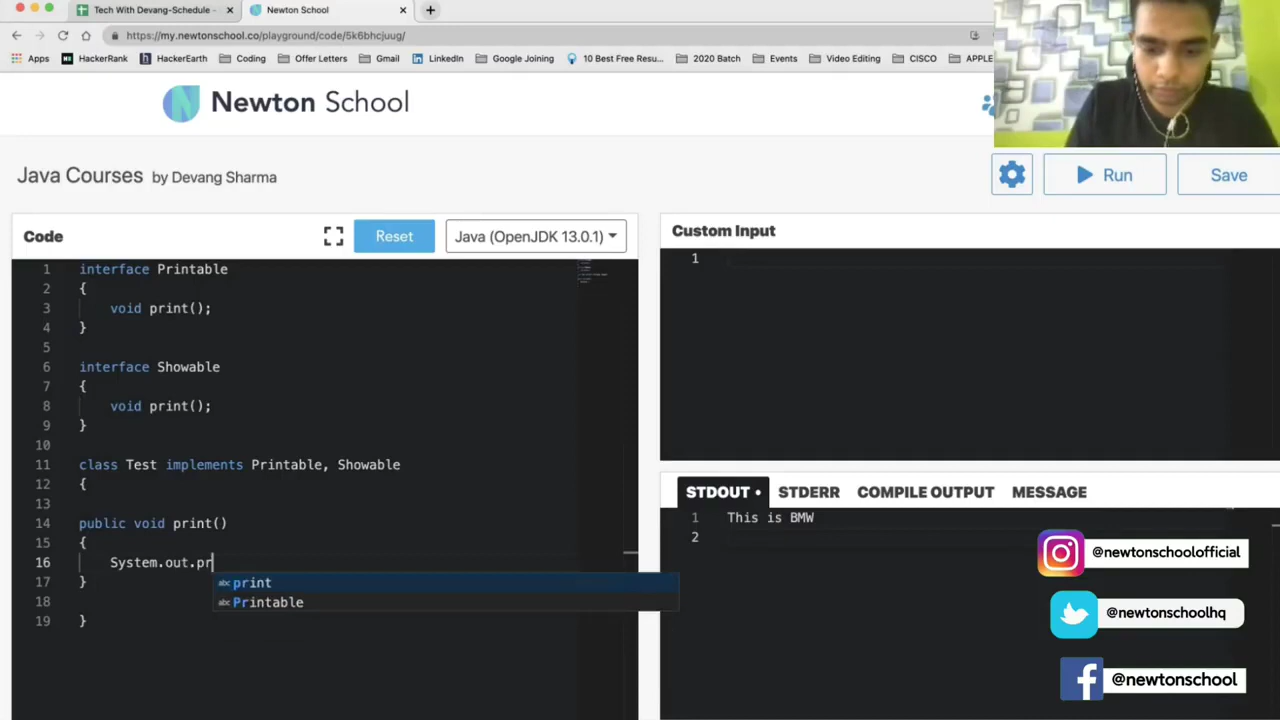 Tech With Devang-Schedule -
Newton School
https://my.newtonschool.co/playground/code/5k6bhcjuug/
Apps
HackerRank
HackerEarth
Coding
Offer Letters
Gmail
LinkedIn
Google Joining
10 Best Free Resu...
2020 Batch
Events
Video Editing
CISCO
APPLE
Newton School
Java Courses by Devang Sharma
Run
Save
Code
Reset
Java (OpenJDK 13.0.1)
Custom Input
1 interface Printable
2 {
3 void print();
4 }
5
6 interface Showable
7 {
8 void print();
9 }
10
11 class Test implements Printable, Showable
12 {
13
14 public void print()
15 {
16 System.out.pr
17 }
18
19 }
abc print
abc Printable
1
STDOUT • STDERR COMPILE OUTPUT MESSAGE
1 This is BMW
2
@newtonschoolofficial
@newtonschoolhq
@newtonschool